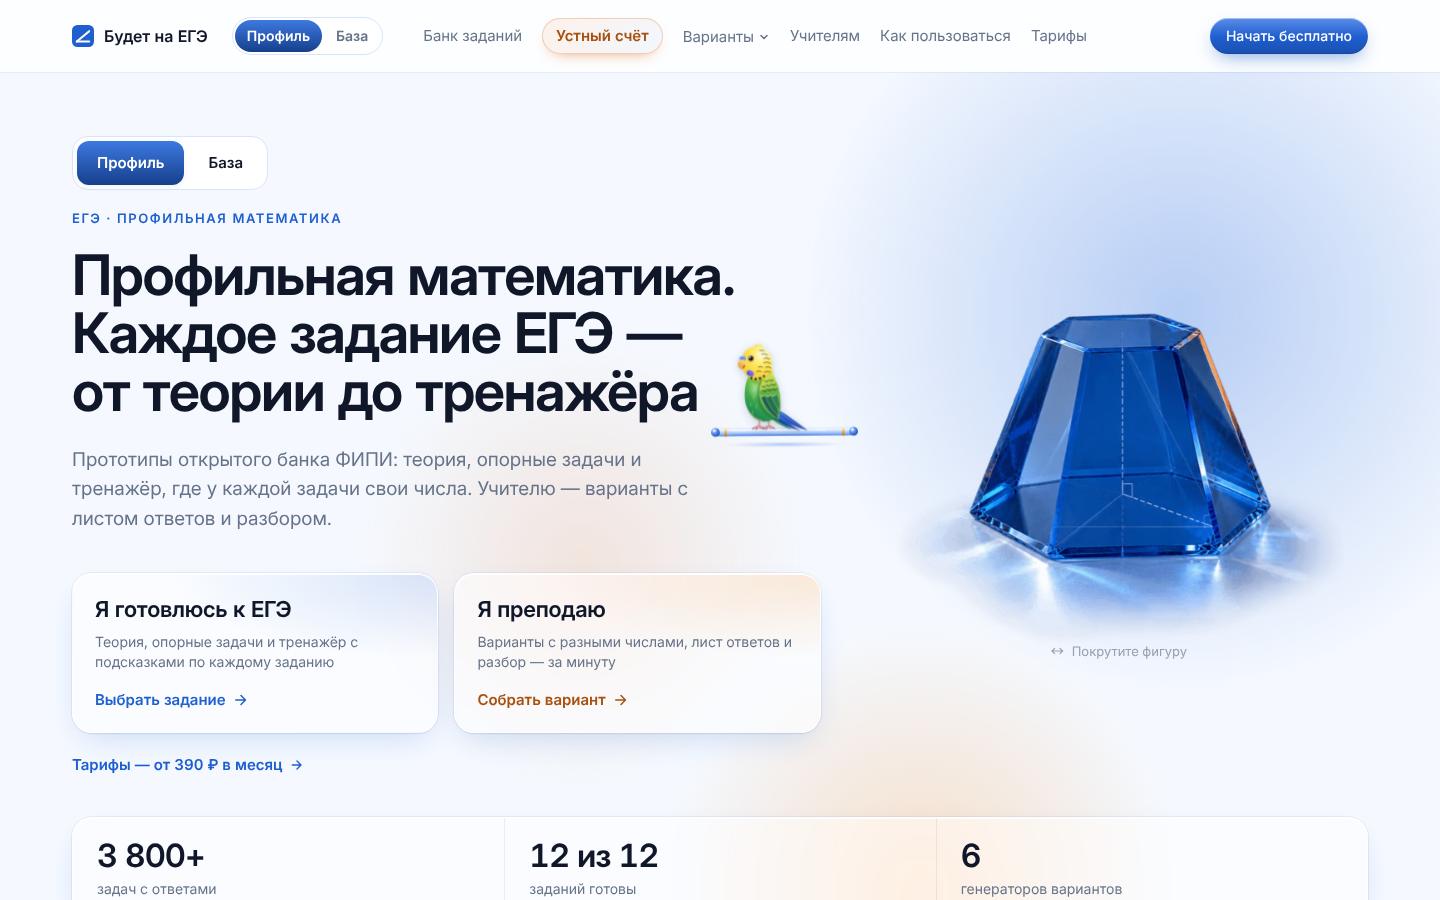 Будет на ЕГЭ
Профиль
База
Банк заданий
Устный счёт
Варианты
Учителям
Как пользоваться
Тарифы
Начать бесплатно
Профиль
База
ЕГЭ · ПРОФИЛЬНАЯ МАТЕМАТИКА
Профильная математика.
Каждое задание ЕГЭ —
от теории до тренажёра
Прототипы открытого банка ФИПИ: теория, опорные задачи и
тренажёр, где у каждой задачи свои числа. Учителю — варианты с
листом ответов и разбором.
Я готовлюсь к ЕГЭ
Теория, опорные задачи и тренажёр с
подсказками по каждому заданию
Выбрать задание →
Я преподаю
Варианты с разными числами, лист ответов и
разбор — за минуту
Собрать вариант →
↔ Покрутите фигуру
Тарифы — от 390 ₽ в месяц →
3 800+
задач с ответами
12 из 12
заданий готовы
6
генераторов вариантов